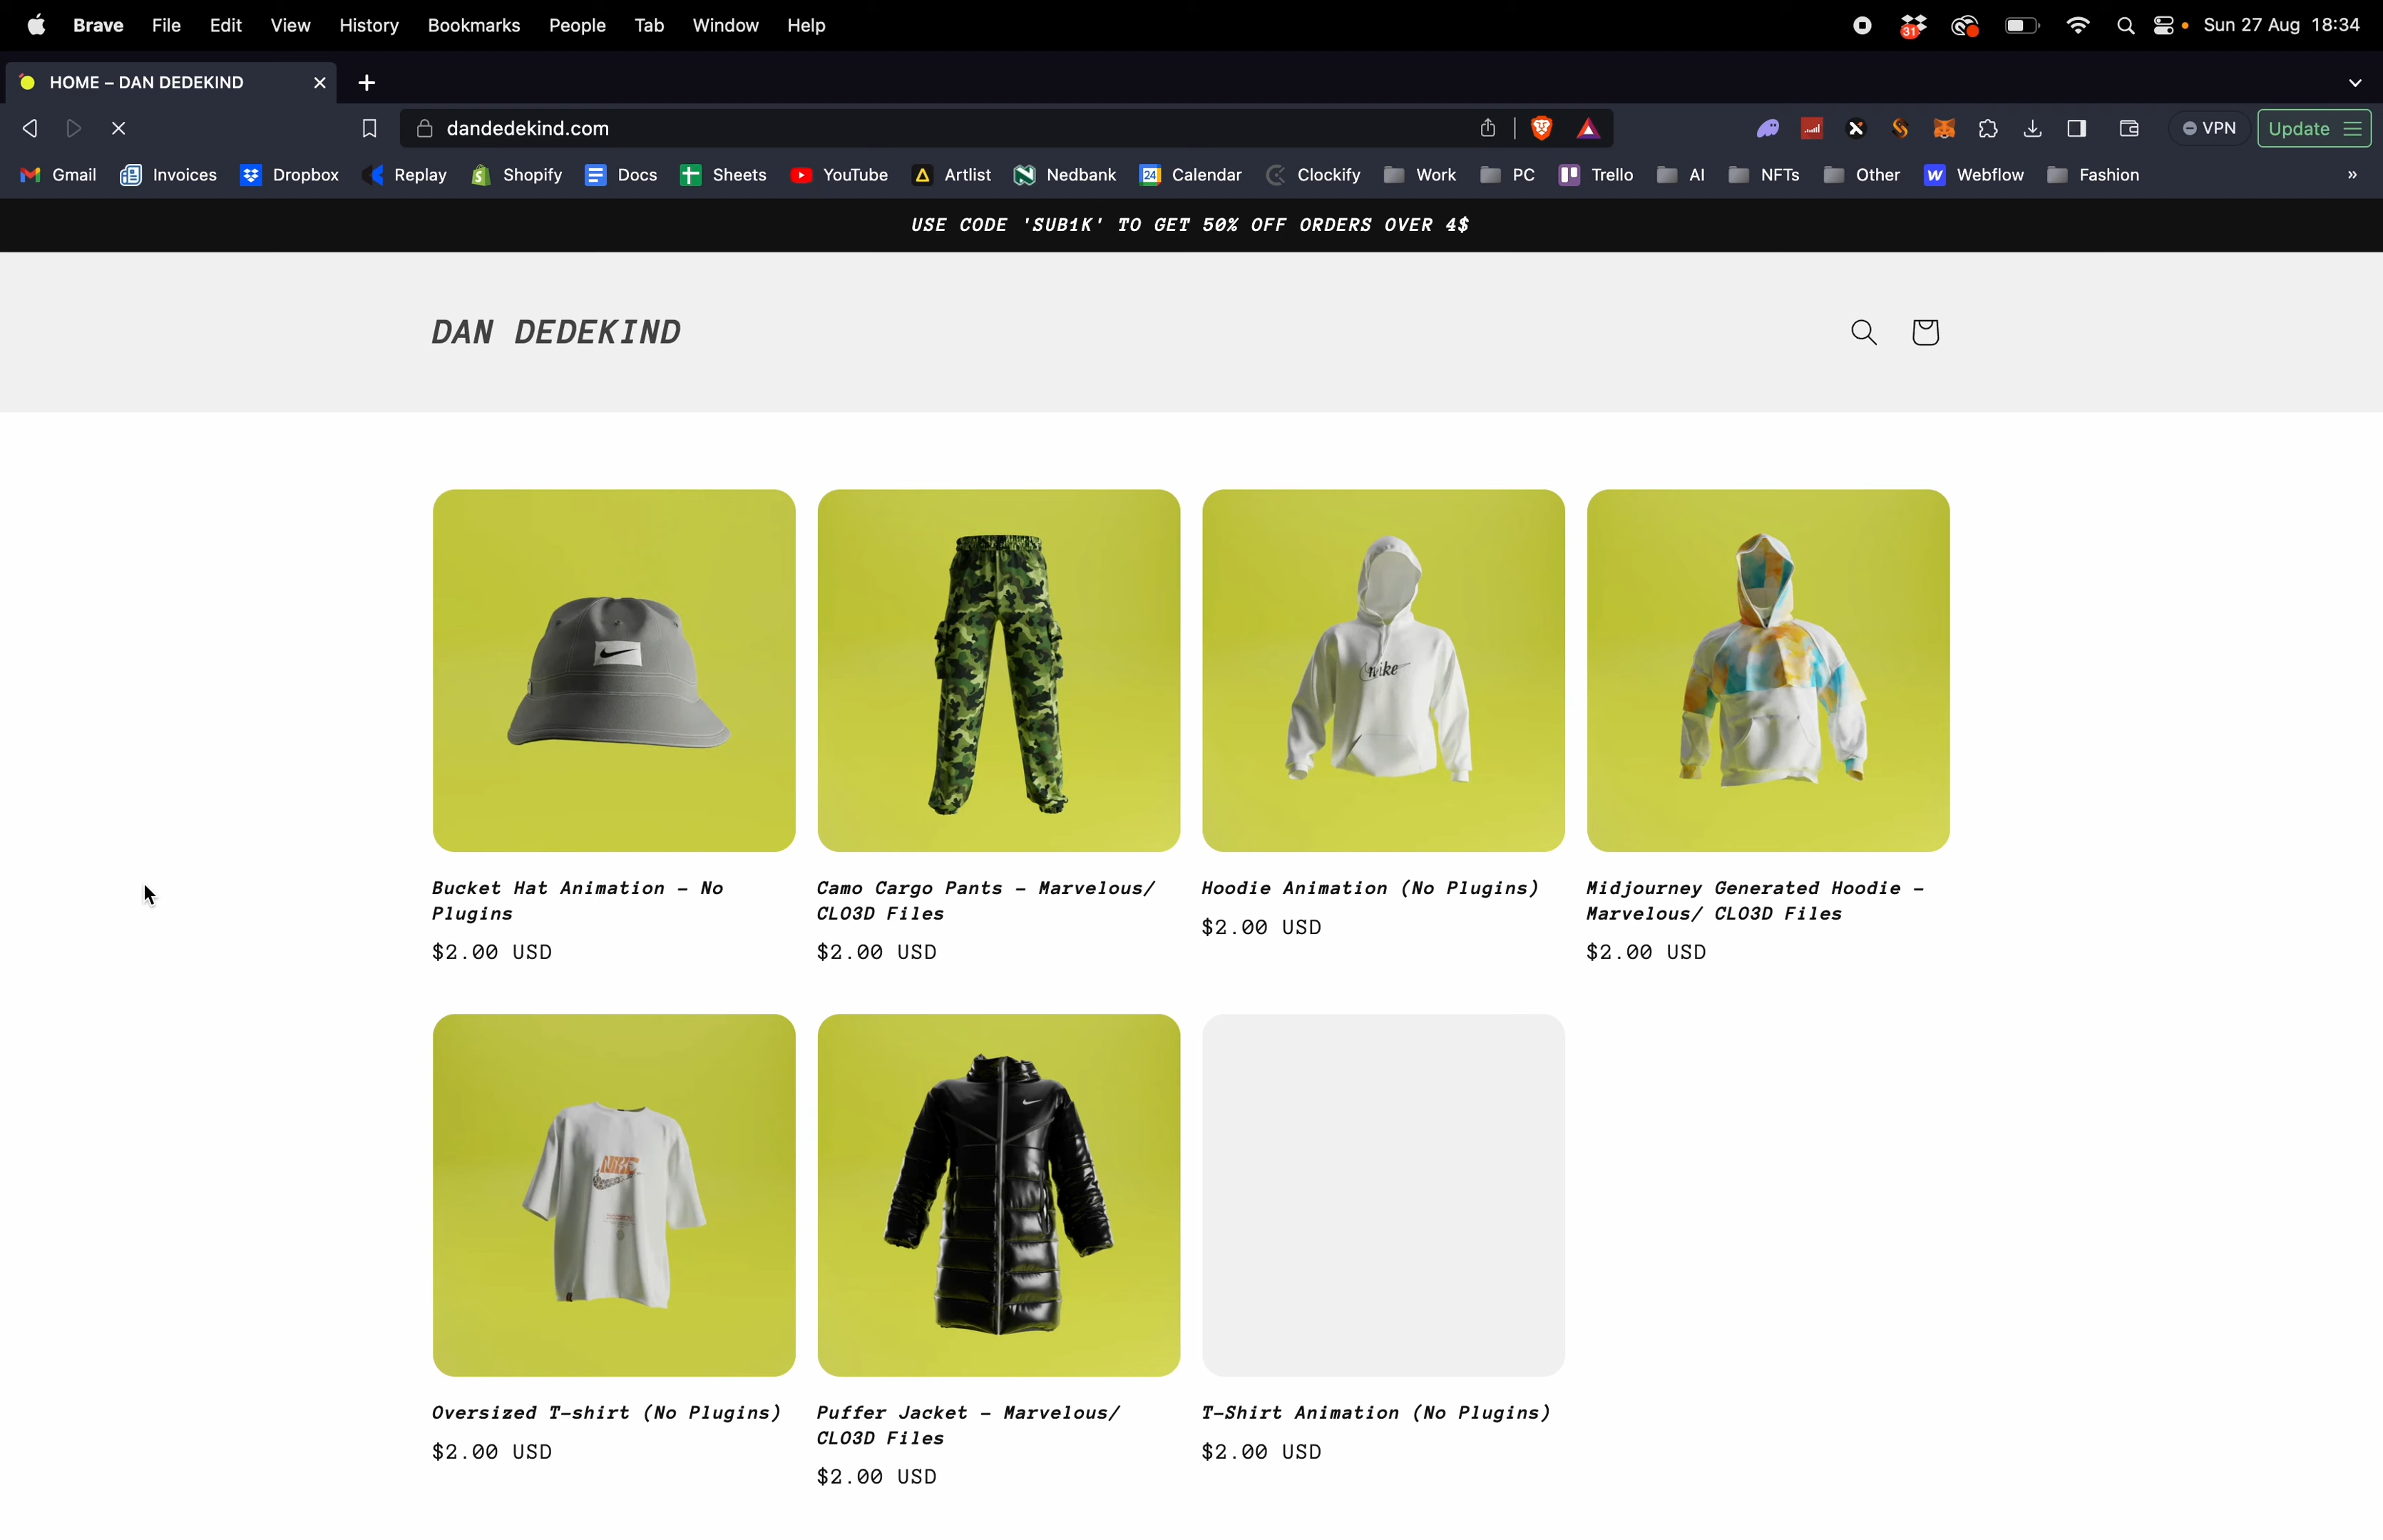 Brave File Edit View History Bookmarks People Tab Window Help 31 Sun 27 Aug 18:34
HOME – DAN DEDEKIND
dandedekind.com VPN Update
Gmail Invoices Dropbox Replay Shopify Docs Sheets YouTube Artlist Nedbank 24 Calendar Clockify Work PC Trello AI NFTs Other Webflow Fashion »
USE CODE 'SUB1K' TO GET 50% OFF ORDERS OVER 4$
DAN DEDEKIND
Nike
Bucket Hat Animation – No
Plugins
$2.00 USD
Camo Cargo Pants – Marvelous/
CLO3D Files
$2.00 USD
Hoodie Animation (No Plugins)
$2.00 USD
Midjourney Generated Hoodie –
Marvelous/ CLO3D Files
$2.00 USD
NIKE
Oversized T-shirt (No Plugins)
$2.00 USD
Puffer Jacket – Marvelous/
CLO3D Files
$2.00 USD
T-Shirt Animation (No Plugins)
$2.00 USD